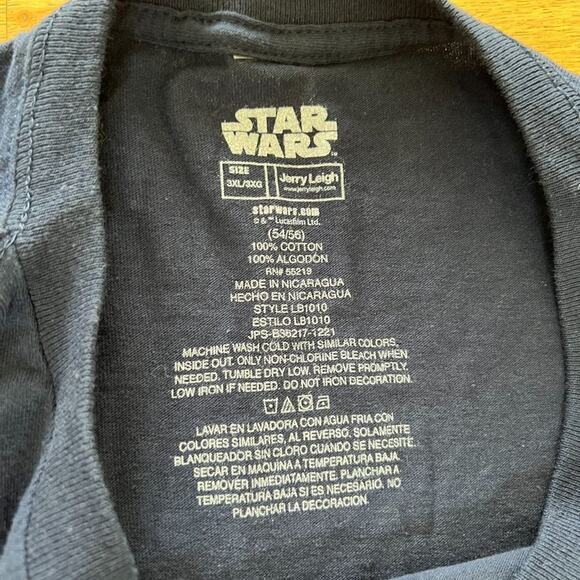 STAR
WARS
SIZE
3XL/3XG
Jerry Leigh
www.jerryleigh.com
starwars.com
© & ™ Lucasfilm Ltd.
(54/56)
100% COTTON
100% ALGODÓN
RN# 55219
MADE IN NICARAGUA
HECHO EN NICARAGUA
STYLE LB1010
ESTILO LB1010
JPS-B36217-1221
MACHINE WASH COLD WITH SIMILAR COLORS,
INSIDE OUT. ONLY NON-CHLORINE BLEACH WHEN
NEEDED. TUMBLE DRY LOW. REMOVE PROMPTLY.
LOW IRON IF NEEDED. DO NOT IRON DECORATION.
LAVAR EN LAVADORA CON AGUA FRIA CON
COLORES SIMILARES, AL REVERSO. SOLAMENTE
BLANQUEADOR SIN CLORO CUANDO SE NECESITE.
SECAR EN MAQUINA A TEMPERATURA BAJA.
REMOVER INMEDIATAMENTE. PLANCHAR A
TEMPERATURA BAJA SI ES NECESARIO. NO
PLANCHAR LA DECORACION.